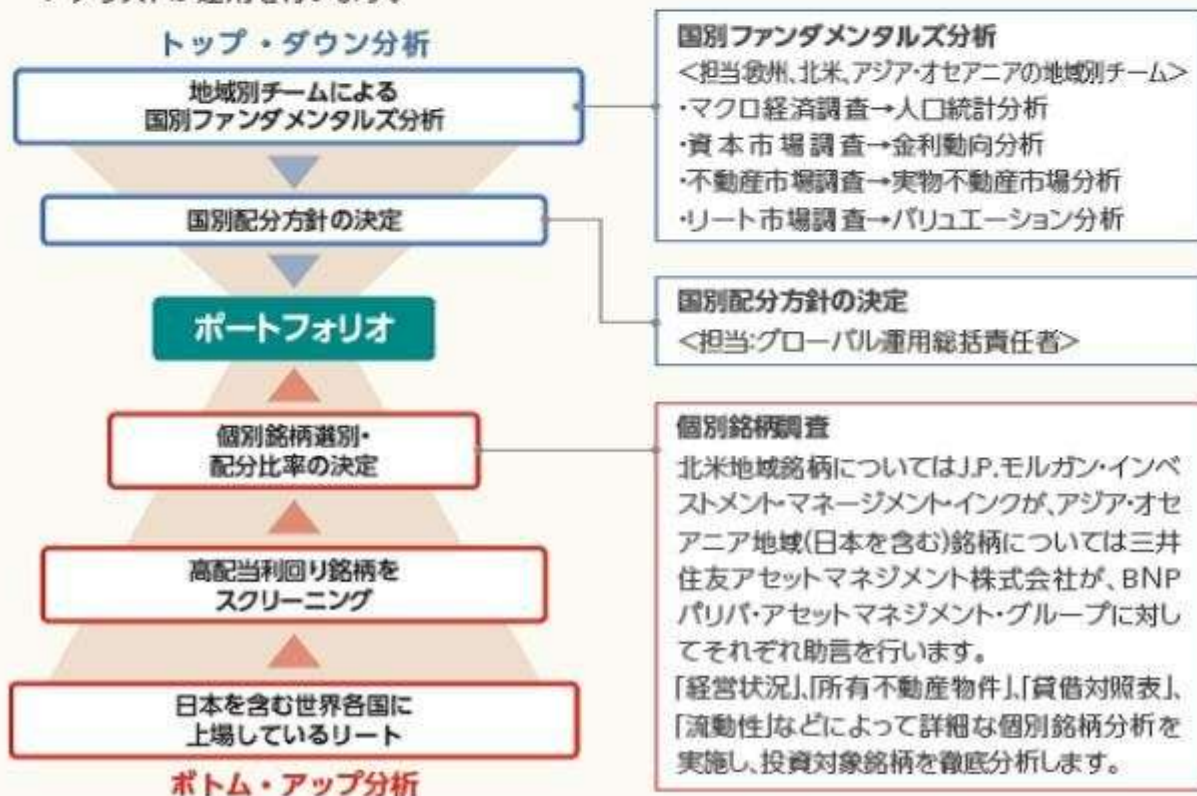 トップ・ダウン分析
地域別チームによる
国別ファンダメンタルズ分析
国別配分方針の決定
ポートフォリオ
個別銘柄選別・
配分比率の決定
高配当利回り銘柄を
スクリーニング
日本を含む世界各国に
上場しているリート
ボトム・アップ分析
国別ファンダメンタルズ分析
<担当:欧州、北米、アジア・オセアニアの地域別チーム>
・マクロ経済調査→人口統計分析
・資本市場調査→金利動向分析
・不動産市場調査→実物不動産市場分析
・リート市場調査→バリュエーション分析
国別配分方針の決定
<担当:グローバル運用総括責任者>
個別銘柄調査
北米地域銘柄についてはJ.P.モルガン・インベ
ストメント・マネージメント・インクが、アジア・オセ
アニア地域(日本を含む)銘柄については三井
住友アセットマネジメント株式会社が、BNP
パリバ・アセットマネジメント・グループに対し
てそれぞれ助言を行います。
「経営状況」、「所有不動産物件」、「貸借対照表」、
「流動性」などによって詳細な個別銘柄分析を
実施し、投資対象銘柄を徹底分析します。